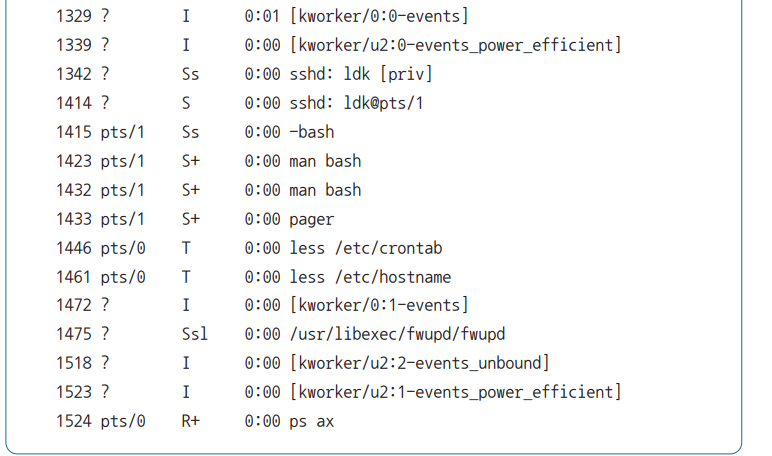 1329 ? I 0:01 [kworker/0:0-events]
1339 ? I 0:00 [kworker/u2:0-events_power_efficient]
1342 ? Ss 0:00 sshd: ldk [priv]
1414 ? S 0:00 sshd: ldk@pts/1
1415 pts/1 Ss 0:00 -bash
1423 pts/1 S+ 0:00 man bash
1432 pts/1 S+ 0:00 man bash
1433 pts/1 S+ 0:00 pager
1446 pts/0 T 0:00 less /etc/crontab
1461 pts/0 T 0:00 less /etc/hostname
1472 ? I 0:00 [kworker/0:1-events]
1475 ? Ssl 0:00 /usr/libexec/fwupd/fwupd
1518 ? I 0:00 [kworker/u2:2-events_unbound]
1523 ? I 0:00 [kworker/u2:1-events_power_efficient]
1524 pts/0 R+ 0:00 ps ax